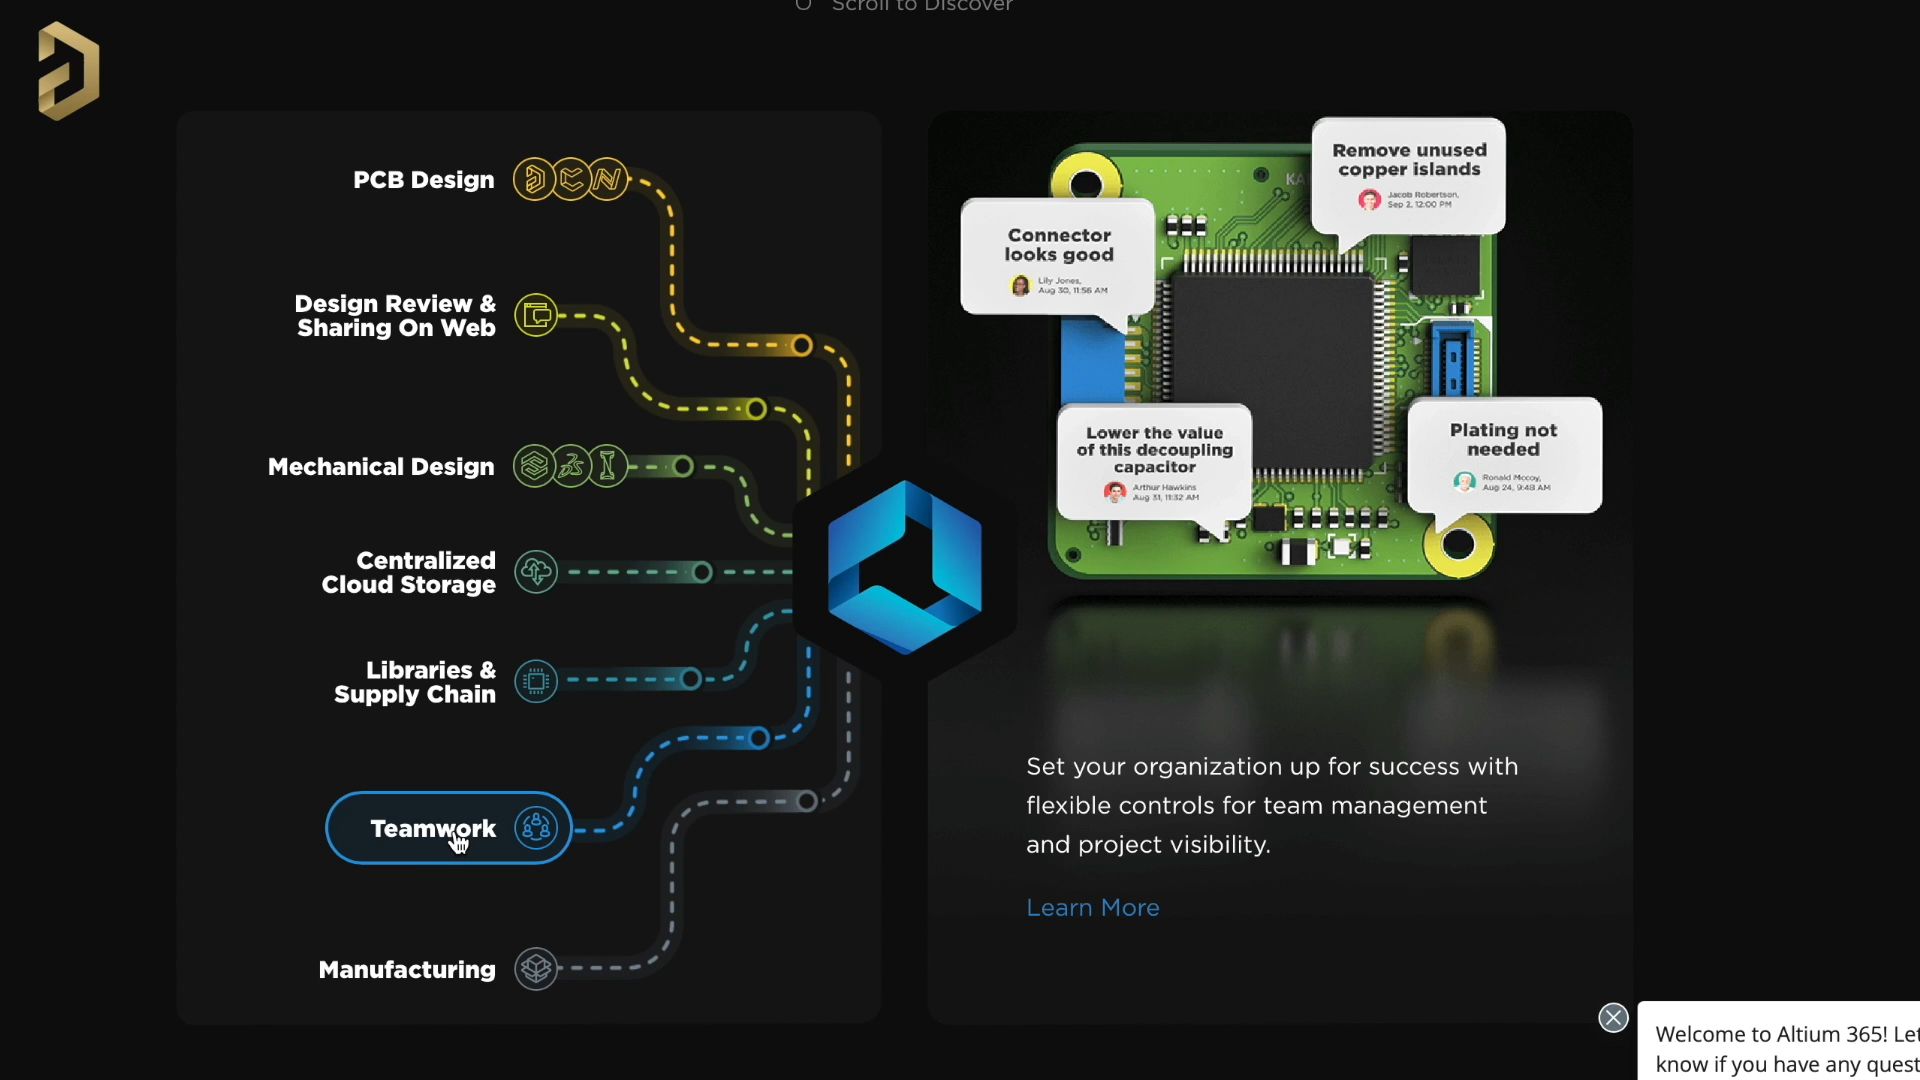 Scroll to Discover
PCB Design
Design Review &
Sharing On Web
Mechanical Design
Centralized
Cloud Storage
Libraries &
Supply Chain
Teamwork
Manufacturing
Remove unused
copper islands
Jacob Robertson,
Sep 2, 12:00 PM
KA
Connector
looks good
Lily Jones,
Aug 30, 11:56 AM
Lower the value
of this decoupling
capacitor
Arthur Hawkins
Aug 31, 11:32 AM
Plating not
needed
Ronald Mccoy,
Aug 24, 9:48 AM
Set your organization up for success with
flexible controls for team management
and project visibility.
Learn More
Welcome to Altium 365! Let
know if you have any quest